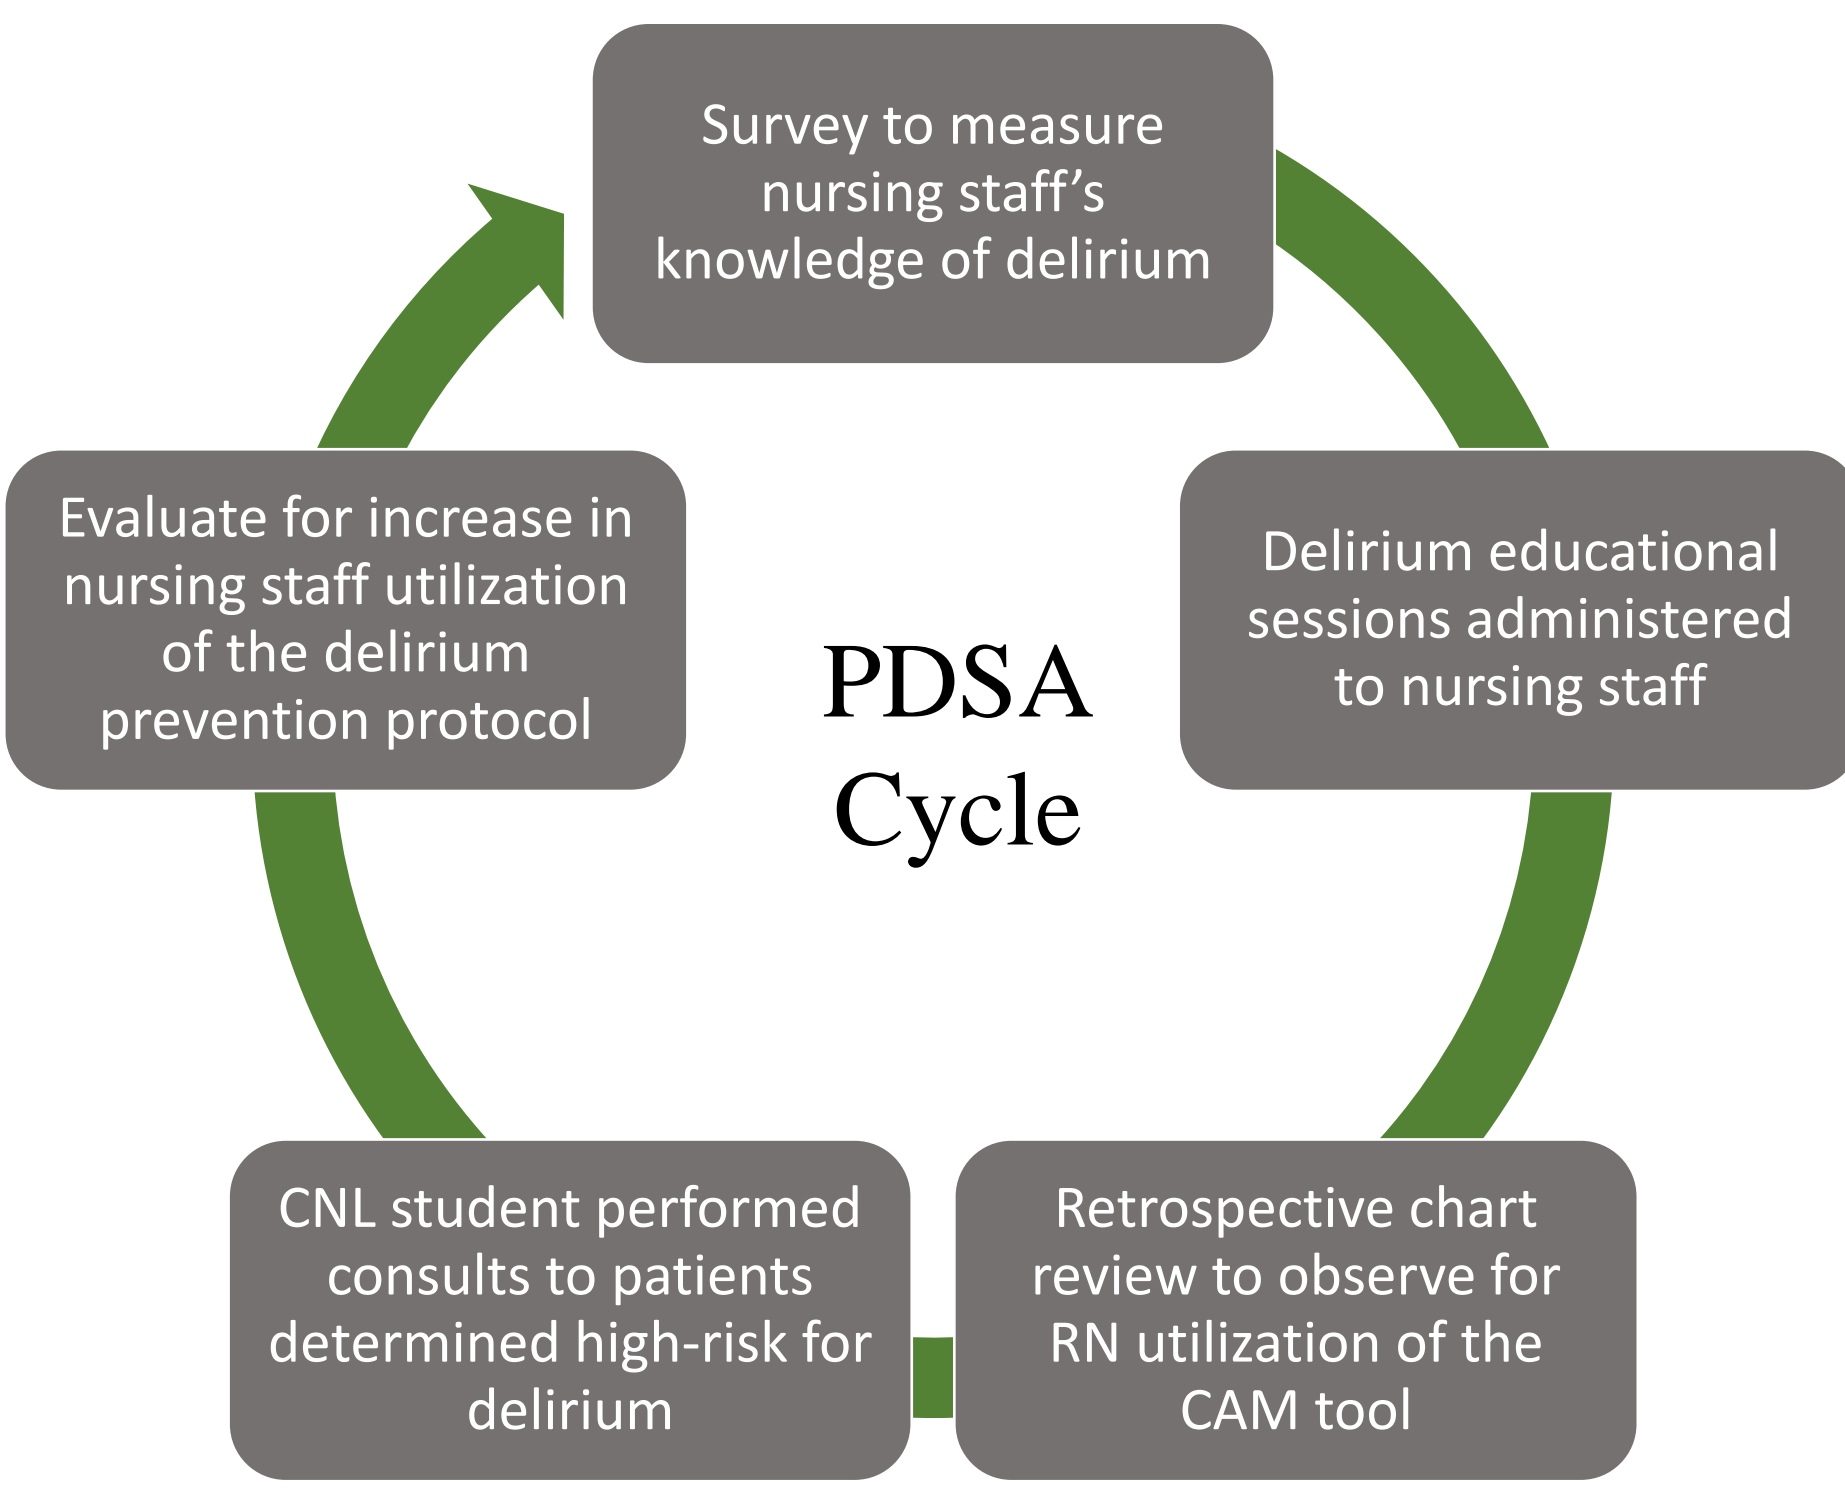 Survey to measure
nursing staff’s
knowledge of delirium
Delirium educational
sessions administered
to nursing staff
Retrospective chart
review to observe for
RN utilization of the
CAM tool
CNL student performed
consults to patients
determined high-risk for
delirium
Evaluate for increase in
nursing staff utilization
of the delirium
prevention protocol
PDSA
Cycle